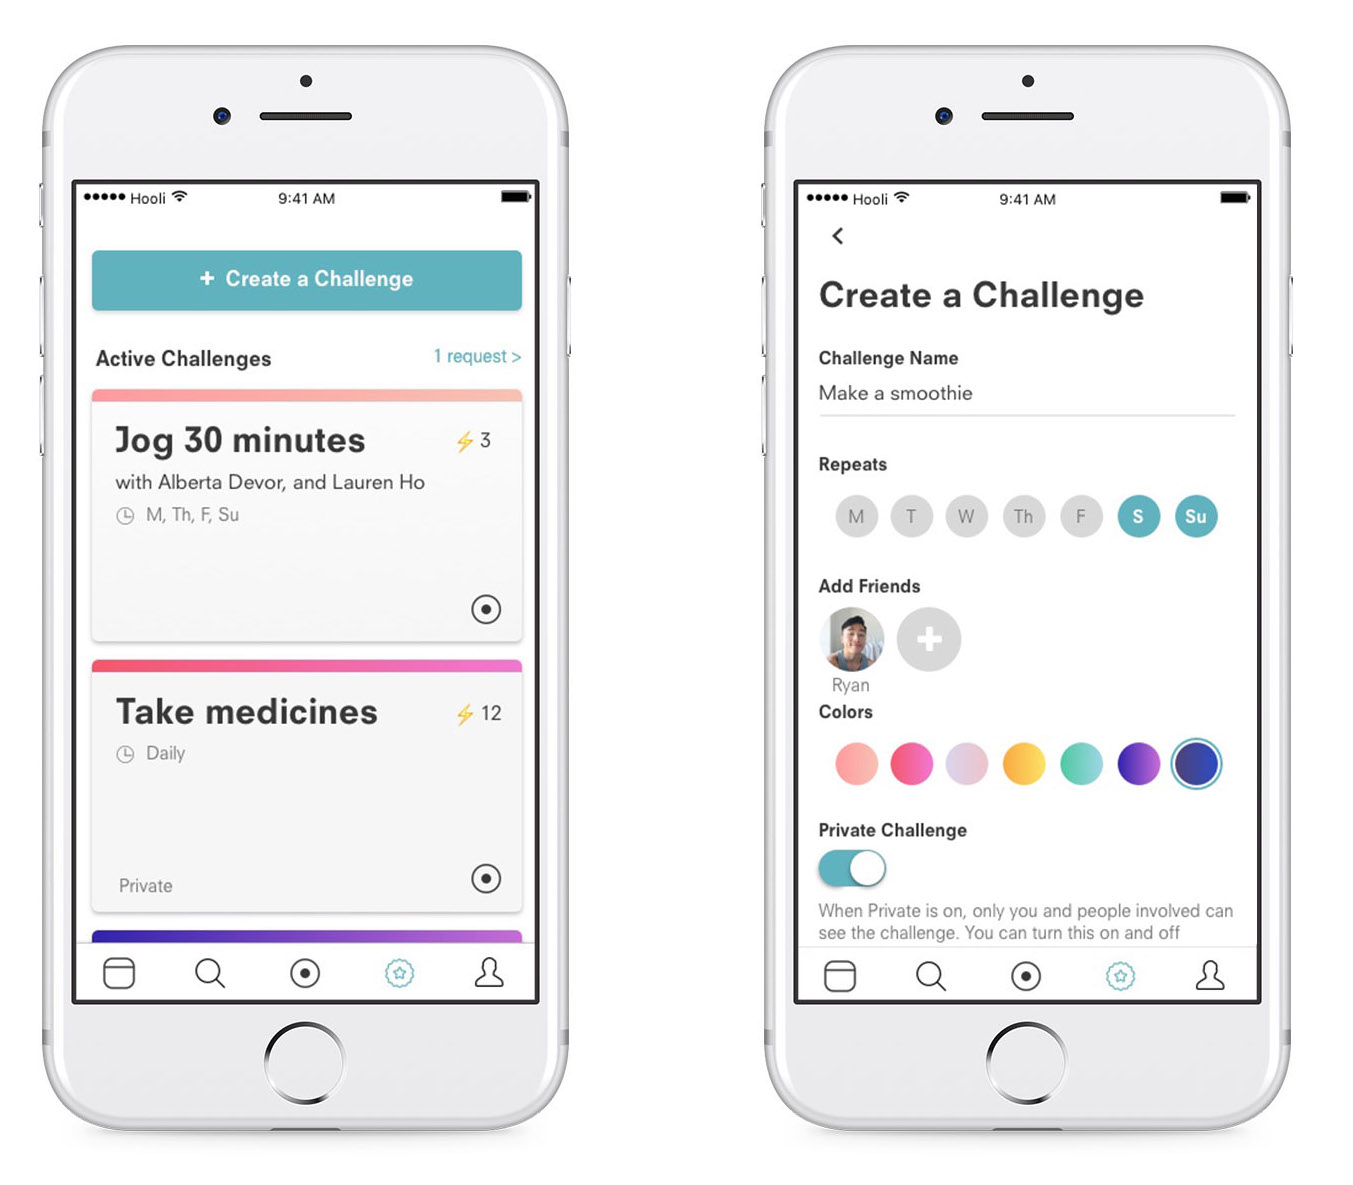 Hooli 9:41 AM
+ Create a Challenge
Active Challenges 1 request >
Jog 30 minutes ⚡ 3
with Alberta Devor, and Lauren Ho
M, Th, F, Su
Take medicines ⚡ 12
Daily
Private
Hooli 9:41 AM
Create a Challenge
Challenge Name
Make a smoothie
Repeats
M T W Th F S Su
Add Friends
Ryan
Colors
Private Challenge
When Private is on, only you and people involved can
see the challenge. You can turn this on and off